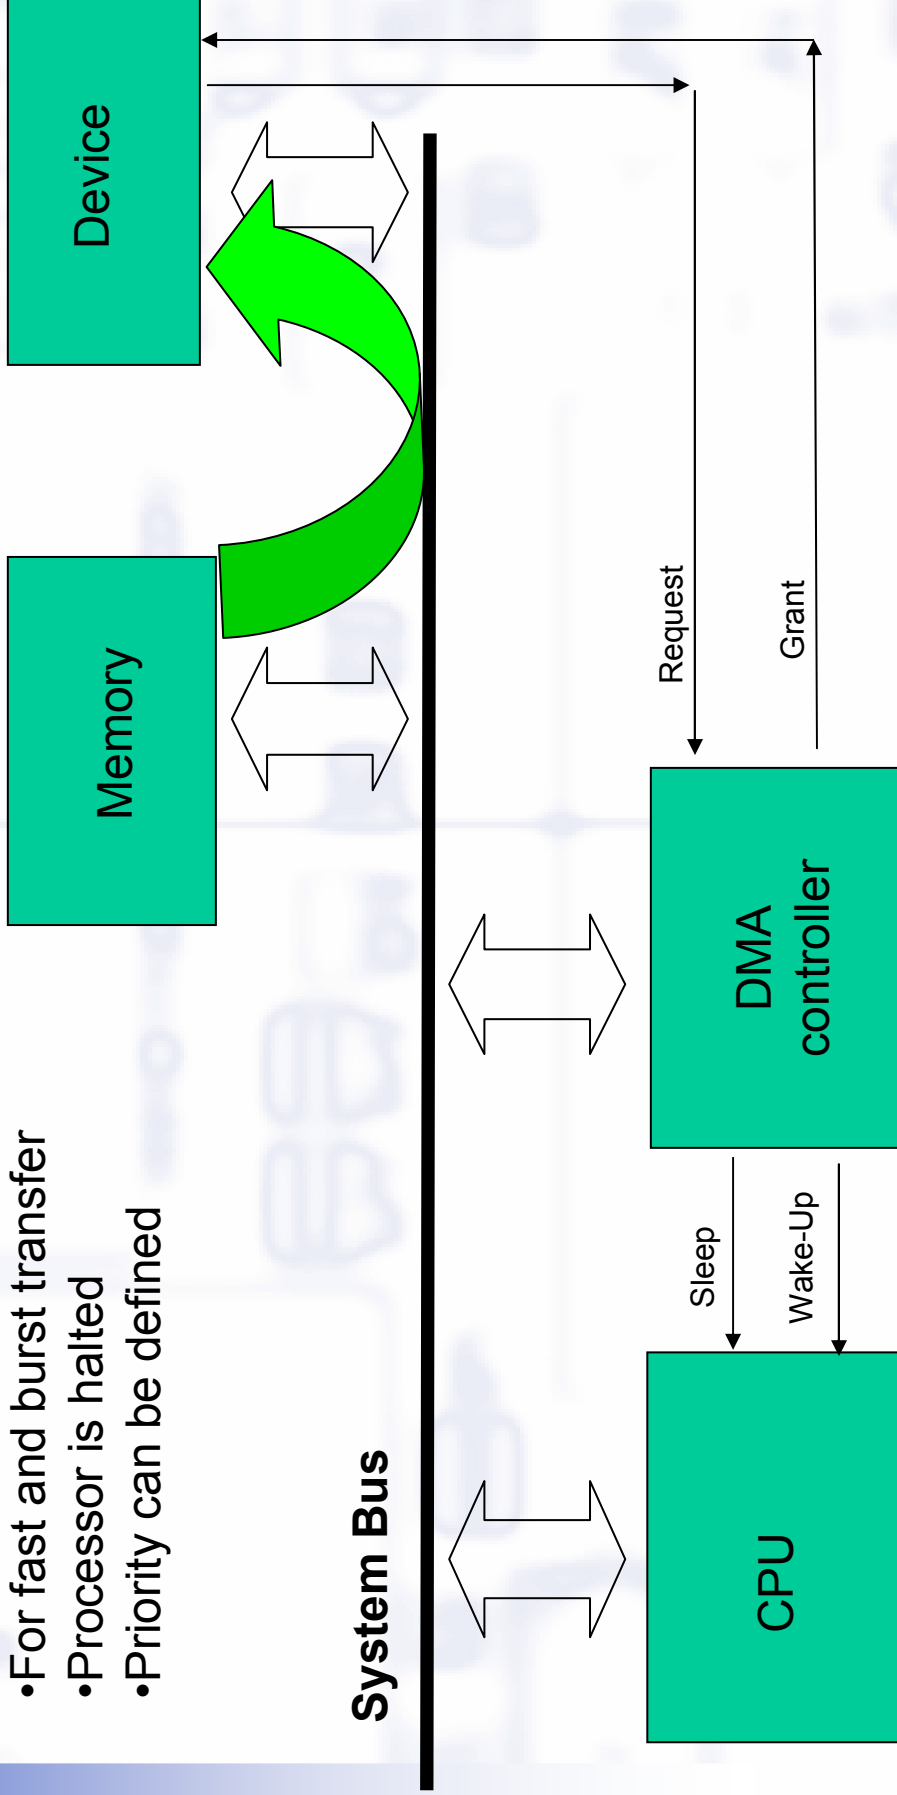 •For fast and burst transfer
•Processor is halted
•Priority can be defined
Memory
Device
System Bus
CPU
Sleep
Wake-Up
DMA
controller
Request
Grant